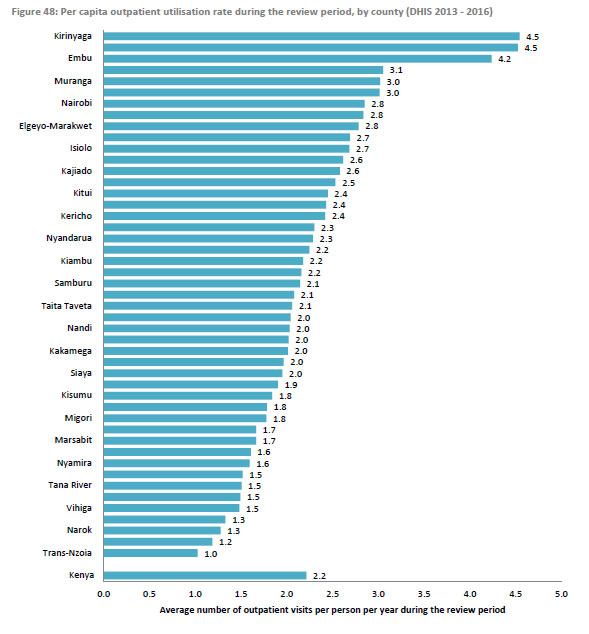 Figure 48: Per capita outpatient utilisation rate during the review period, by county (DHIS 2013 - 2016)
Kirinyaga 4.5
4.5
Embu 4.2
3.1
Muranga 3.0
3.0
Nairobi 2.8
2.8
Elgeyo-Marakwet 2.8
2.7
Isiolo 2.7
2.6
Kajiado 2.6
2.5
Kitui 2.4
2.4
Kericho 2.4
2.3
Nyandarua 2.3
2.2
Kiambu 2.2
2.2
Samburu 2.1
2.1
Taita Taveta 2.1
2.0
Nandi 2.0
2.0
Kakamega 2.0
2.0
Siaya 2.0
1.9
Kisumu 1.8
1.8
Migori 1.8
1.7
Marsabit 1.7
1.6
Nyamira 1.6
1.5
Tana River 1.5
1.5
Vihiga 1.5
1.3
Narok 1.3
1.2
Trans-Nzoia 1.0
Kenya 2.2
0.0 0.5 1.0 1.5 2.0 2.5 3.0 3.5 4.0 4.5 5.0
Average number of outpatient visits per person per year during the review period